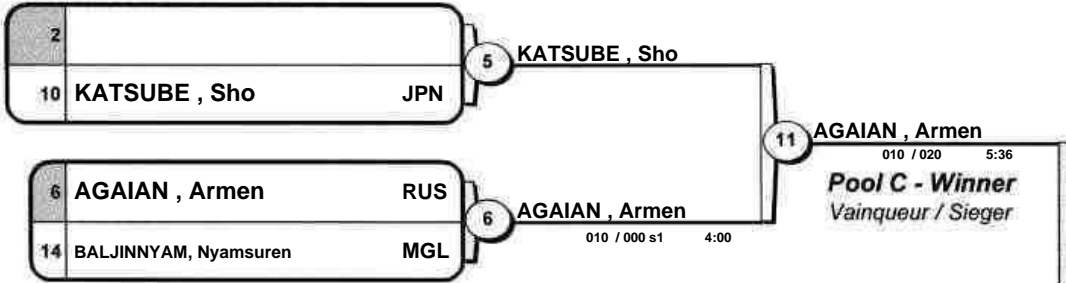 2
10 KATSUBE , Sho JPN
5
KATSUBE , Sho
6 AGAIAN , Armen RUS
14 BALJINNYAM, Nyamsuren MGL
6
AGAIAN , Armen
010 / 000 s1 4:00
11
AGAIAN , Armen
010 / 020 5:36
Pool C - Winner
Vainqueur / Sieger